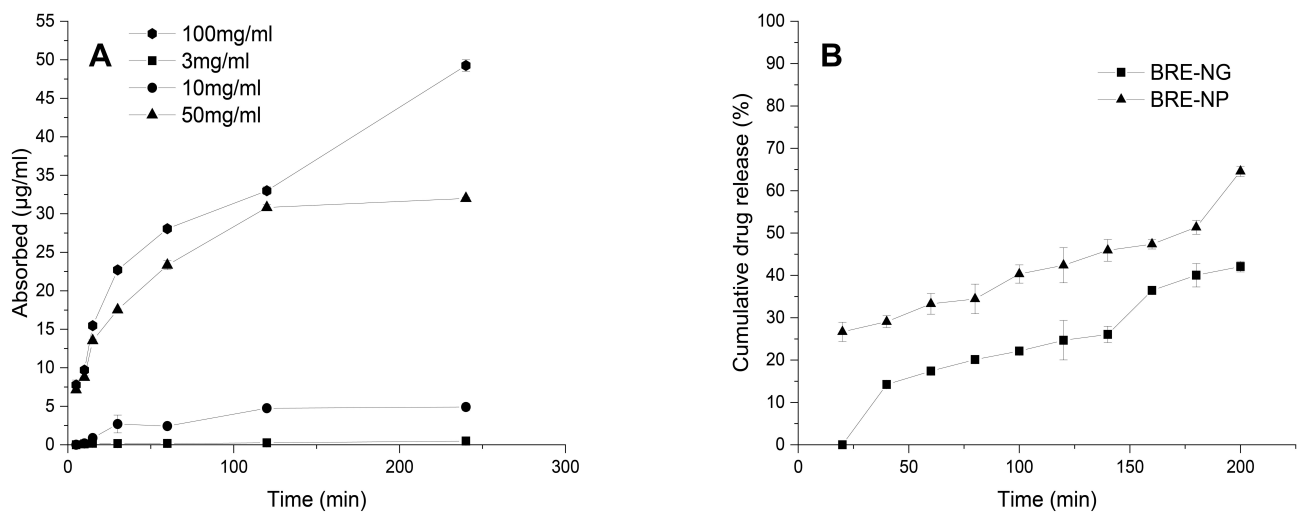 A
100mg/ml
3mg/ml
10mg/ml
50mg/ml
Absorbed (μg/ml)
55
50
45
40
35
30
25
20
15
10
5
0
0 100 200 300
Time (min)
B
BRE-NG
BRE-NP
Cumulative drug release (%)
100
90
80
70
60
50
40
30
20
10
0
0 50 100 150 200
Time (min)